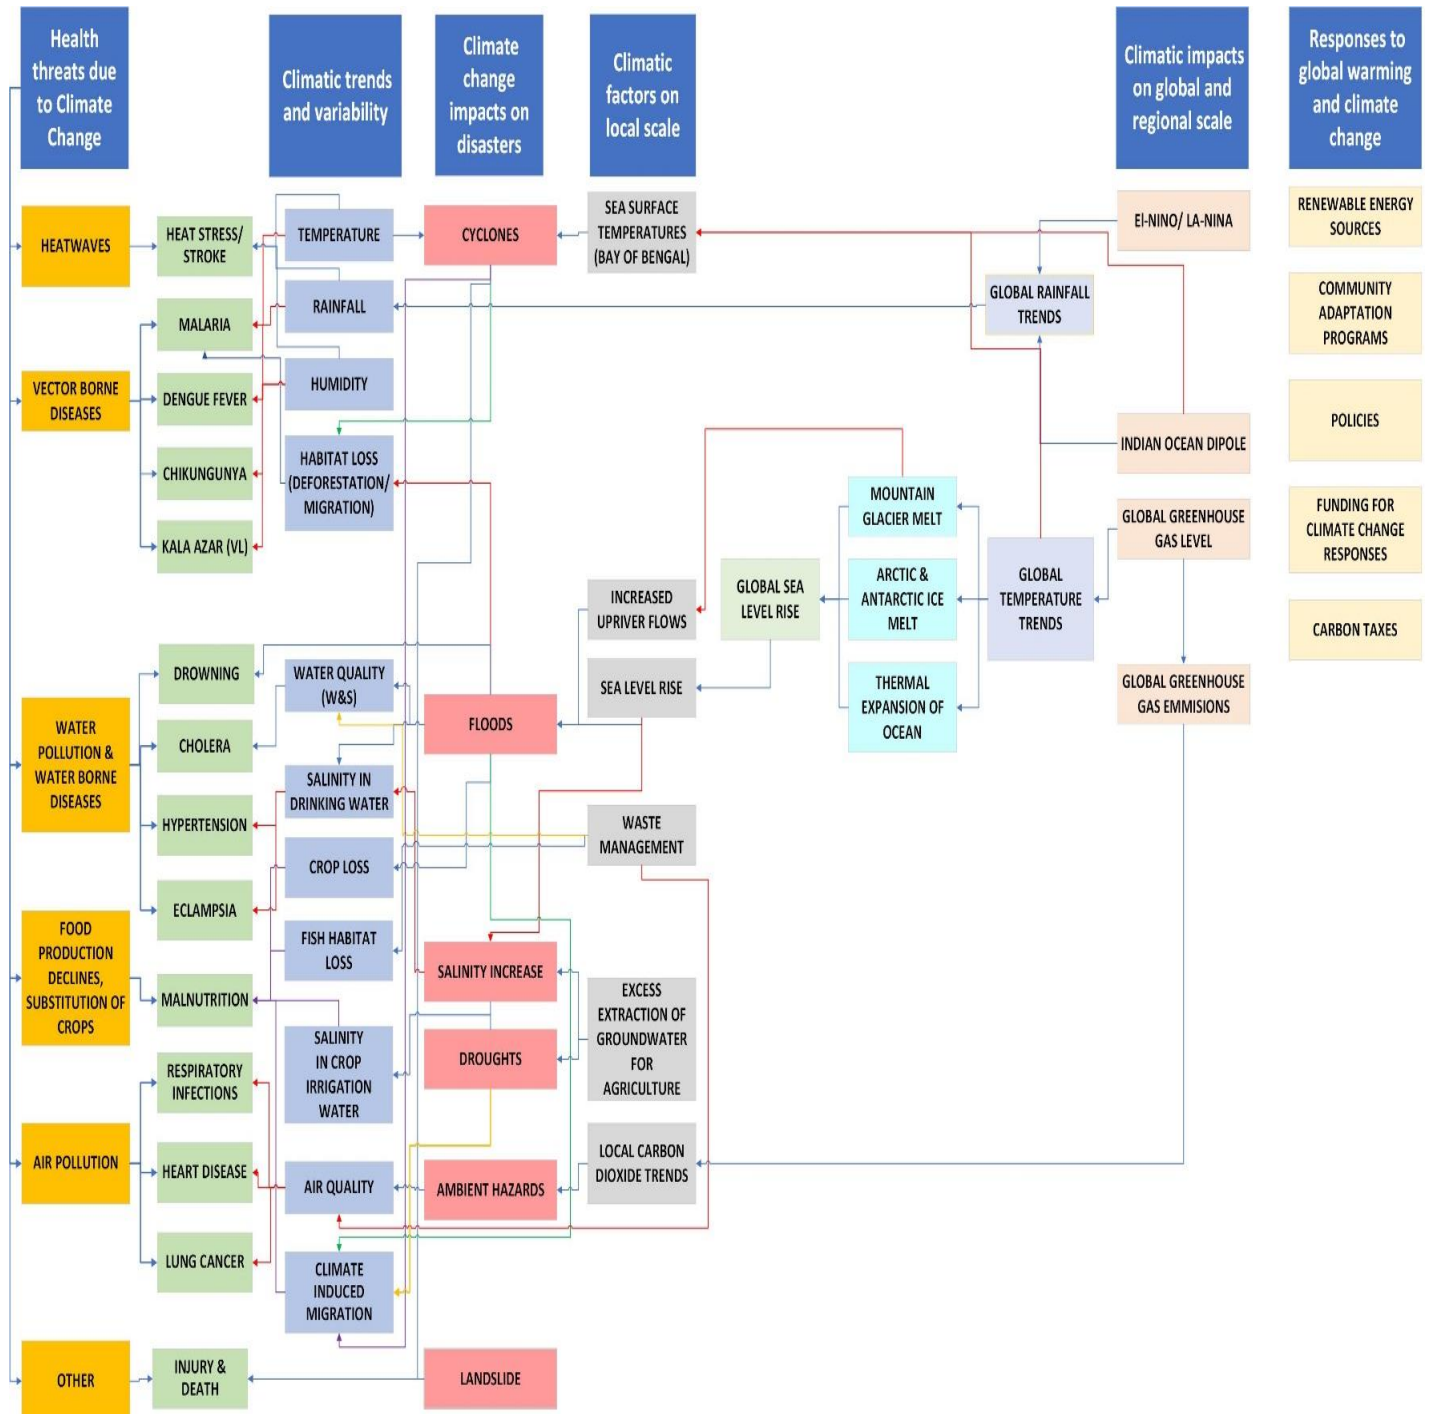 Health
threats due
to Climate
Change
Climatic trends
and variability
Climate
change
impacts on
disasters
Climatic
factors on
local scale
Climatic impacts
on global and
regional scale
Responses to
global warming
and climate
change
HEATWAVES
VECTOR BORNE
DISEASES
WATER
POLLUTION &
WATER BORNE
DISEASES
FOOD
PRODUCTION
DECLINES,
SUBSTITUTION OF
CROPS
AIR POLLUTION
OTHER
HEAT STRESS/
STROKE
MALARIA
DENGUE FEVER
CHIKUNGUNYA
KALA AZAR (VL)
DROWNING
CHOLERA
HYPERTENSION
ECLAMPSIA
MALNUTRITION
RESPIRATORY
INFECTIONS
HEART DISEASE
LUNG CANCER
INJURY &
DEATH
TEMPERATURE
RAINFALL
HUMIDITY
HABITAT LOSS
(DEFORESTATION/
MIGRATION)
WATER QUALITY
(W&S)
SALINITY IN
DRINKING WATER
CROP LOSS
FISH HABITAT
LOSS
SALINITY
IN CROP
IRRIGATION
WATER
AIR QUALITY
CLIMATE
INDUCED
MIGRATION
CYCLONES
FLOODS
SALINITY INCREASE
DROUGHTS
AMBIENT HAZARDS
LANDSLIDE
SEA SURFACE
TEMPERATURES
(BAY OF BENGAL)
INCREASED
UPRIVER FLOWS
SEA LEVEL RISE
WASTE
MANAGEMENT
EXCESS
EXTRACTION OF
GROUNDWATER
FOR
AGRICULTURE
LOCAL CARBON
DIOXIDE TRENDS
GLOBAL SEA
LEVEL RISE
MOUNTAIN
GLACIER MELT
ARCTIC &
ANTARCTIC ICE
MELT
THERMAL
EXPANSION OF
OCEAN
GLOBAL RAINFALL
TRENDS
GLOBAL
TEMPERATURE
TRENDS
EI-NINO/ LA-NINA
INDIAN OCEAN DIPOLE
GLOBAL GREENHOUSE
GAS LEVEL
GLOBAL GREENHOUSE
GAS EMMISIONS
RENEWABLE ENERGY
SOURCES
COMMUNITY
ADAPTATION
PROGRAMS
POLICIES
FUNDING FOR
CLIMATE CHANGE
RESPONSES
CARBON TAXES